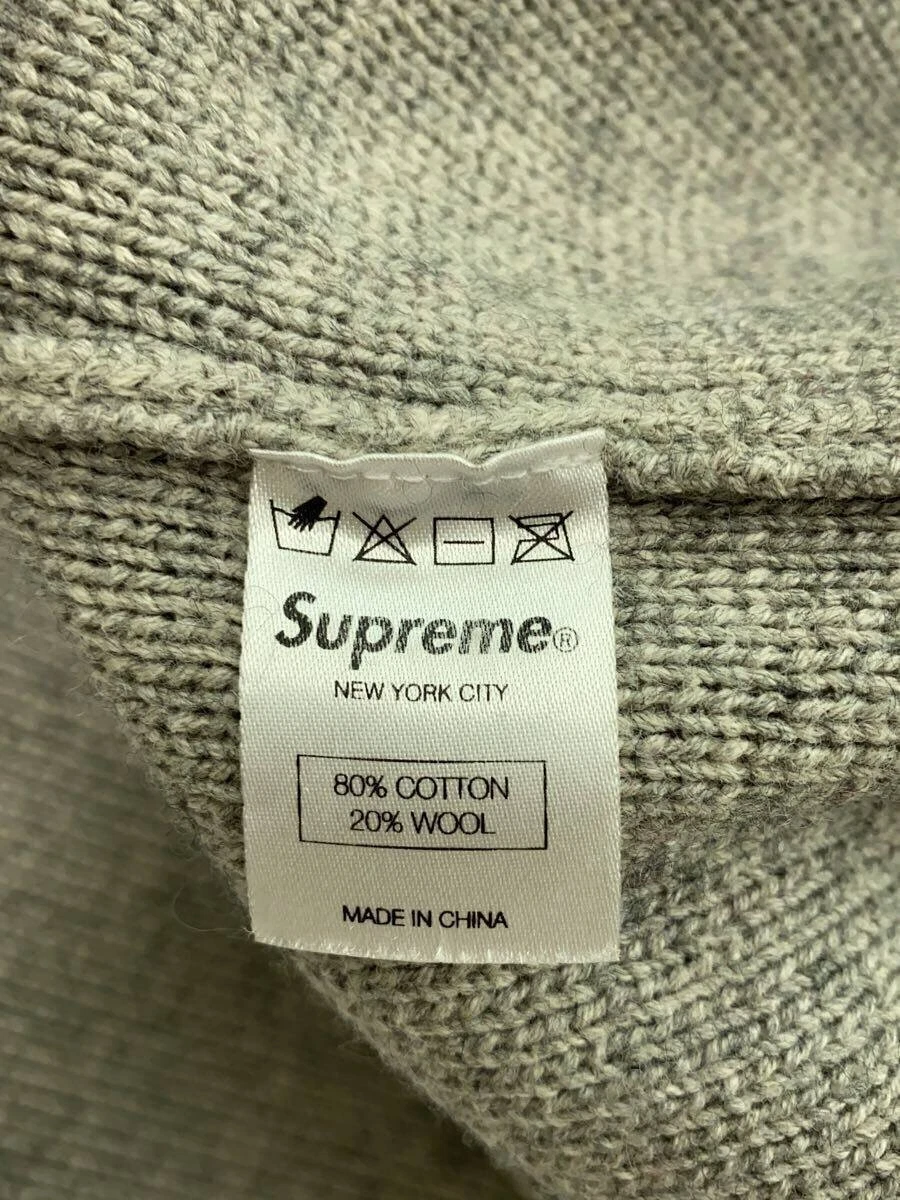 Supreme®
NEW YORK CITY
80% COTTON
20% WOOL
MADE IN CHINA